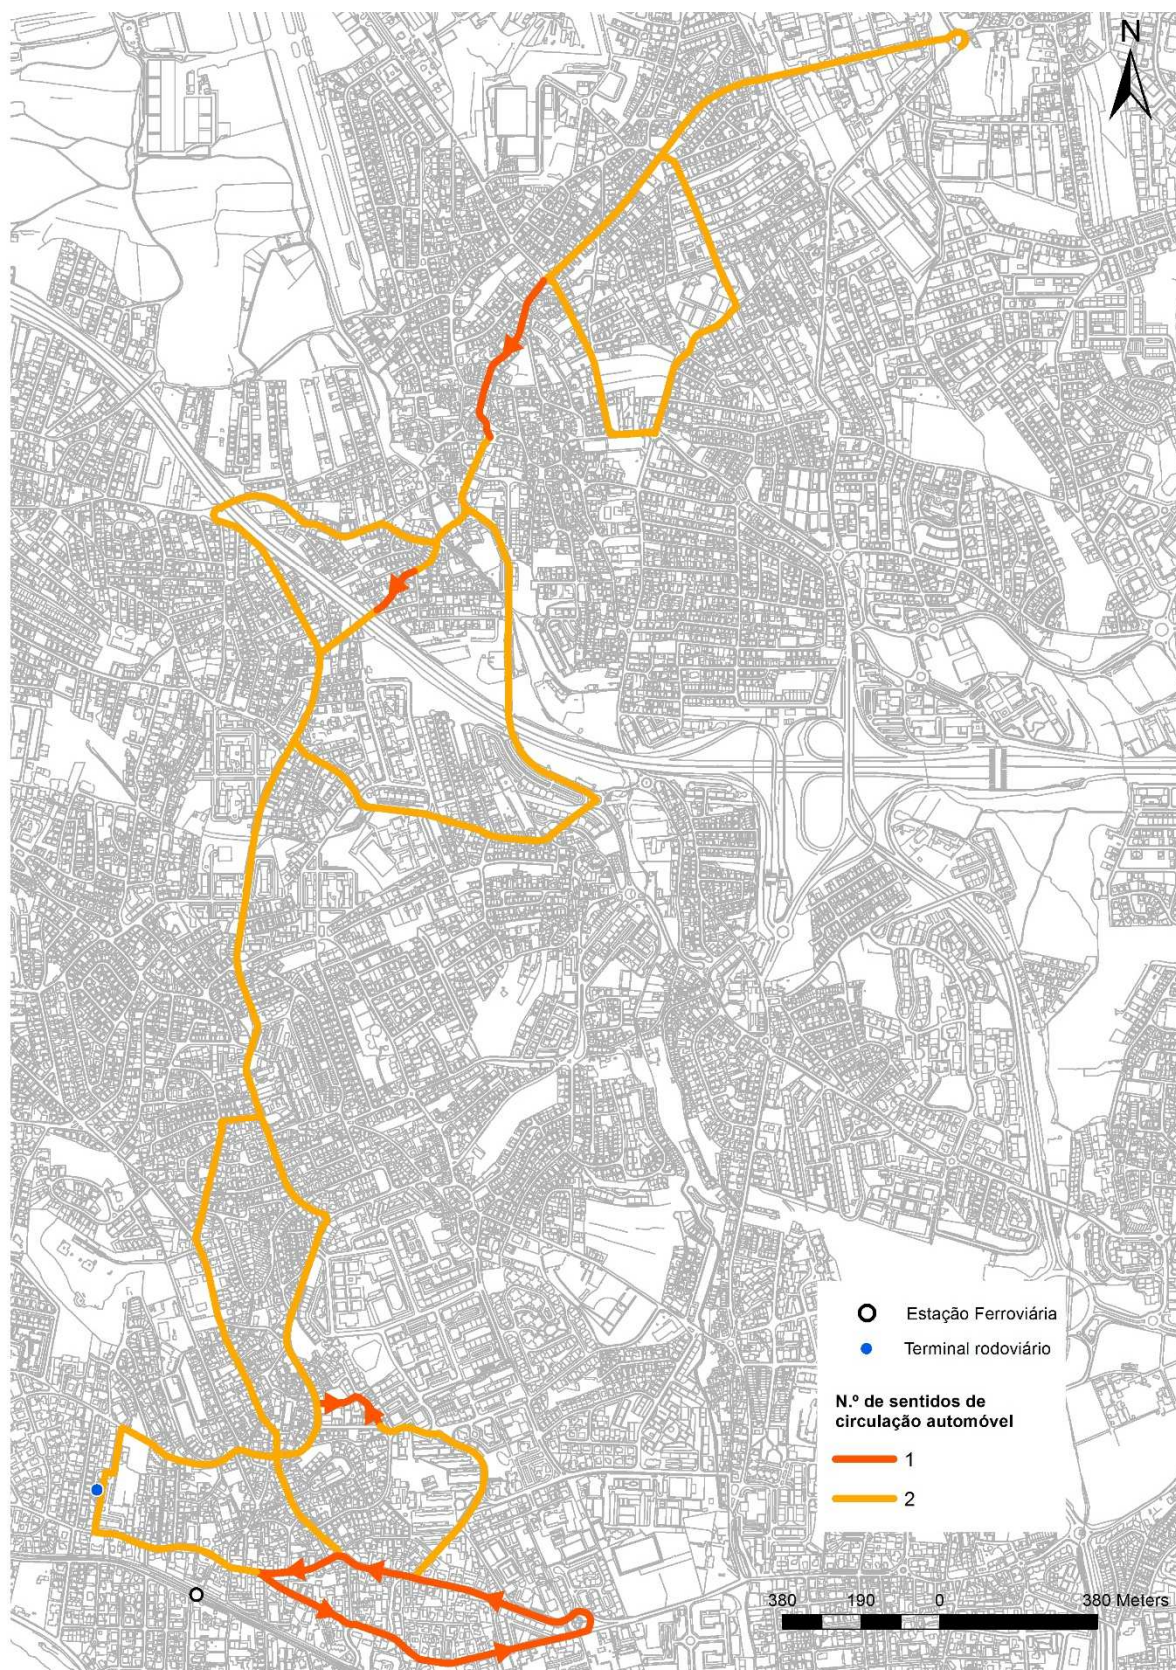 N
Estação Ferroviária
Terminal rodoviário
N.º de sentidos de
circulação automóvel
1
2
380 190 0 380 Meters